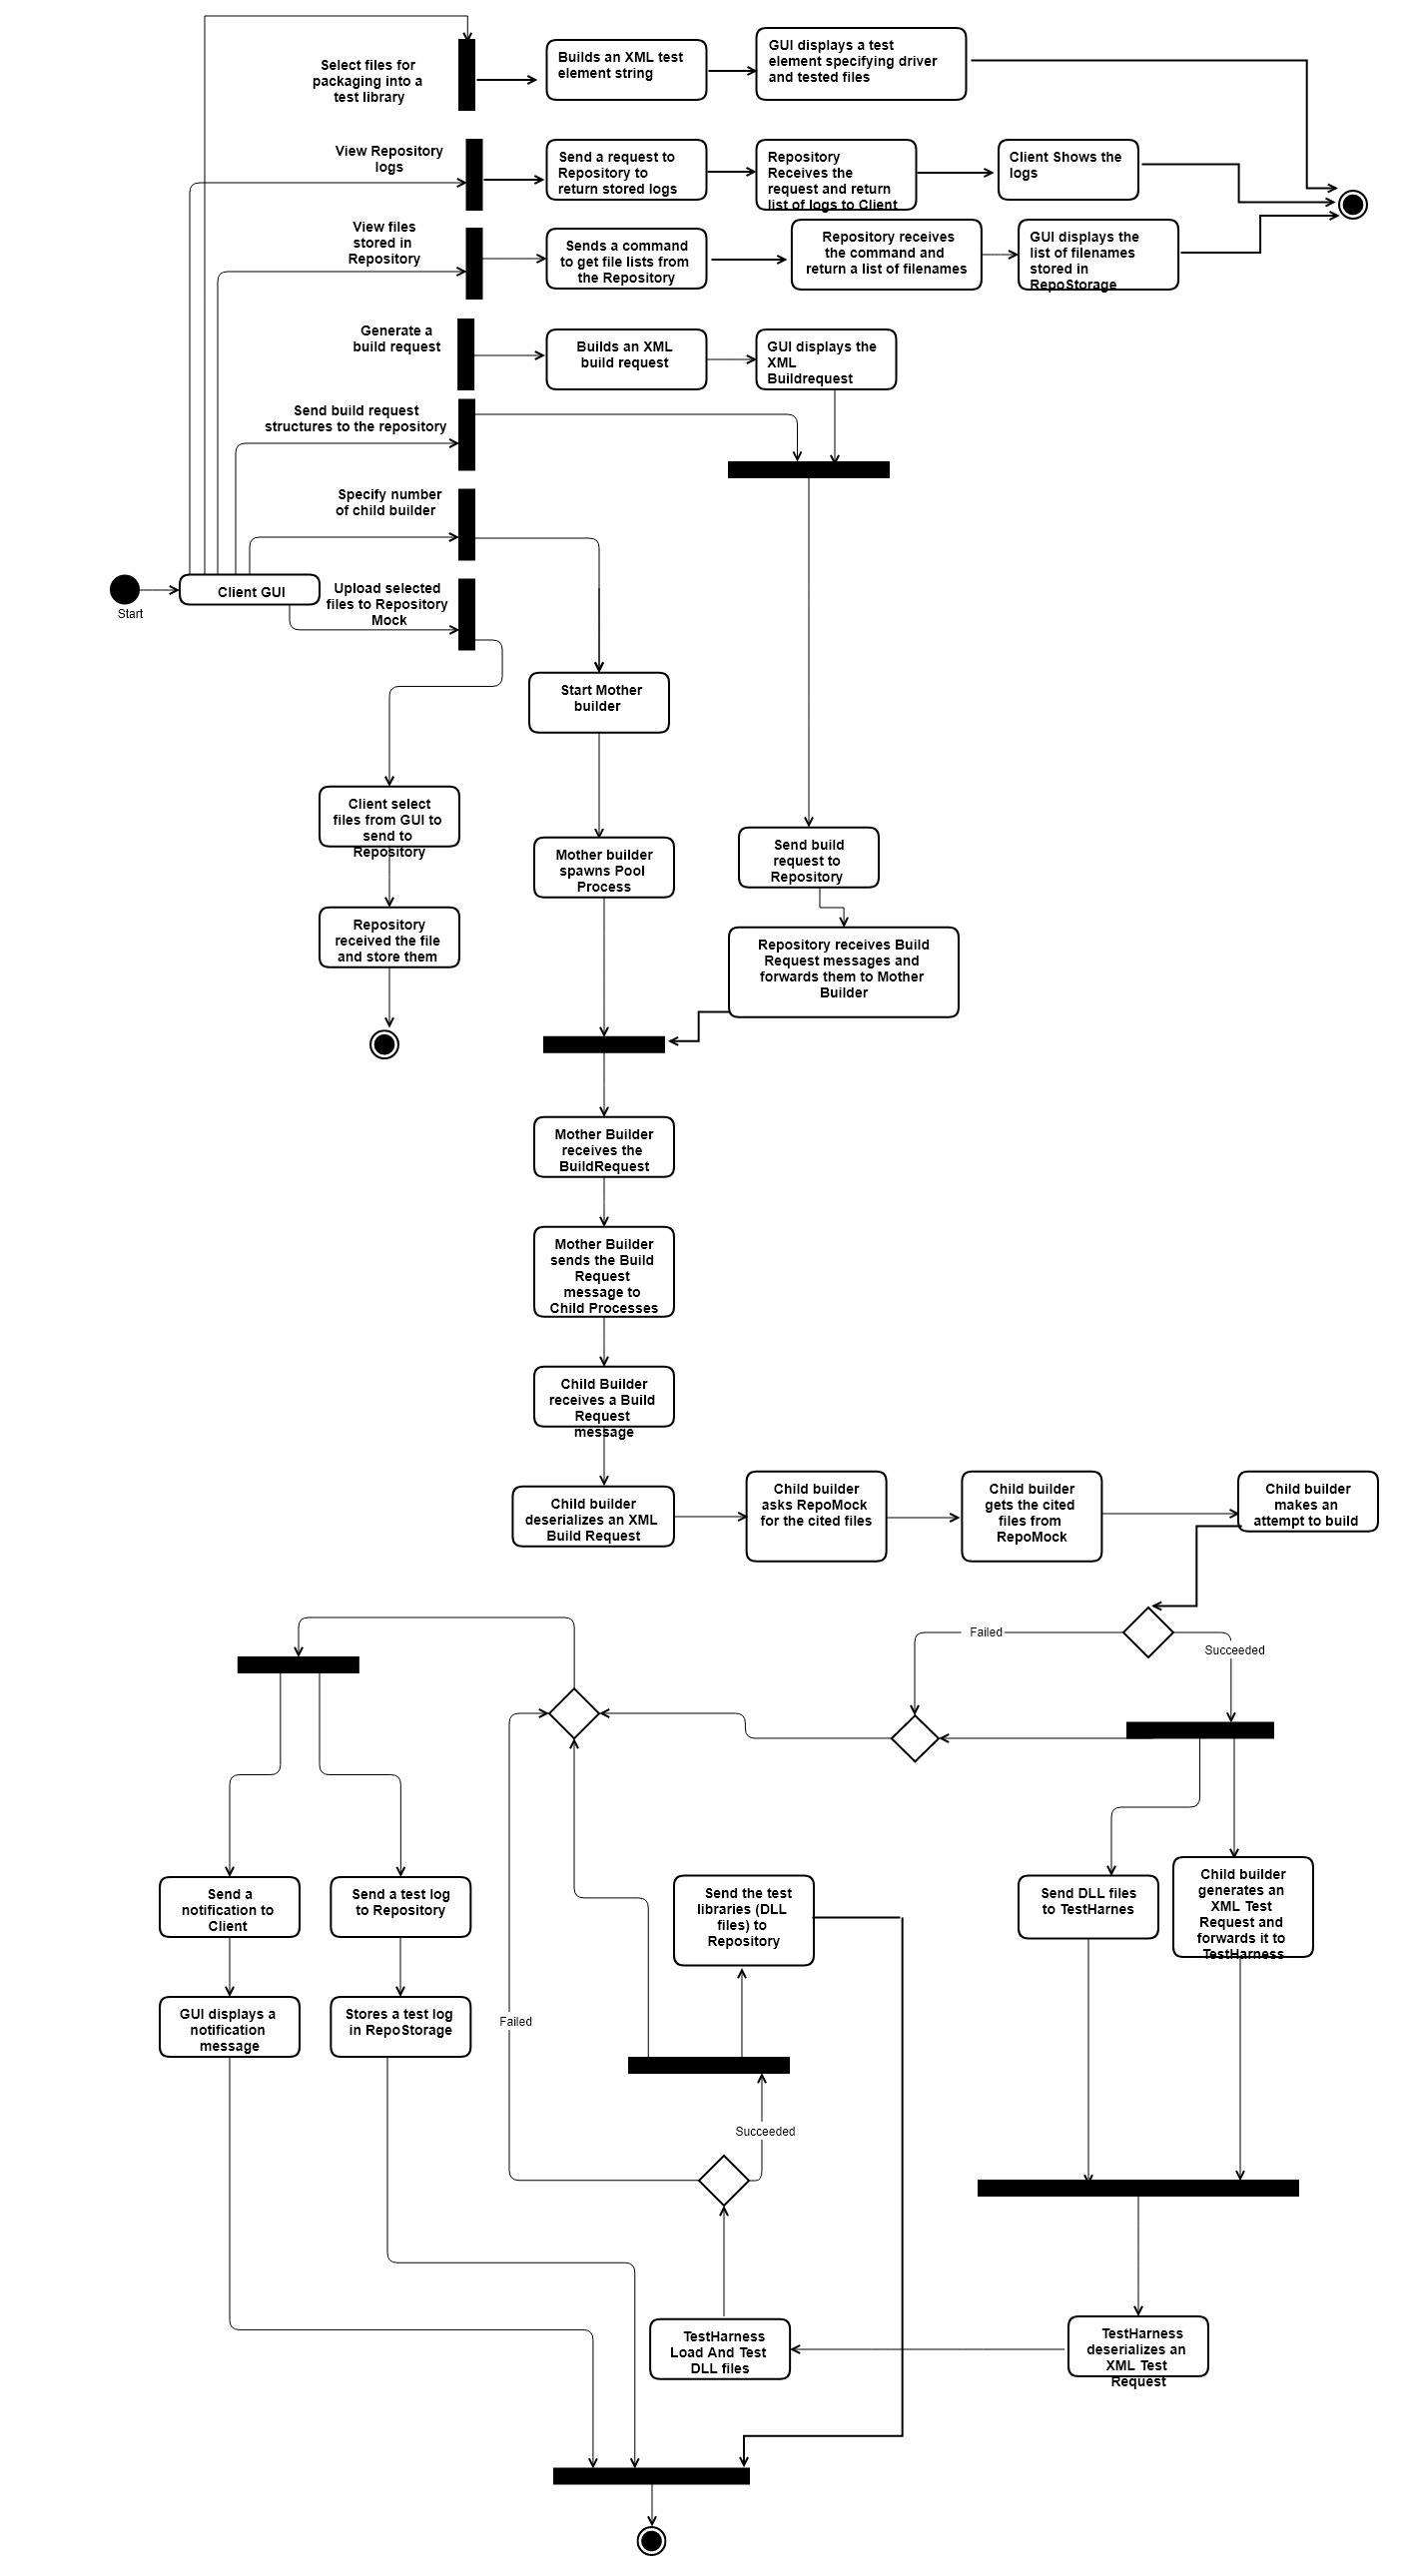 Select files for
packaging into a
test library
Builds an XML test
element string
GUI displays a test
element specifying driver
and tested files
View Repository
logs
Send a request to
Repository to
return stored logs
Repository
Receives the
request and return
list of logs to Client
Client Shows the
logs
View files
stored in
Repository
Sends a command
to get file lists from
the Repository
Repository receives
the command and
return a list of filenames
GUI displays the
list of filenames
stored in
RepoStorage
Generate a
build request
Builds an XML
build request
GUI displays the
XML
Buildrequest
Send build request
structures to the repository
Specify number
of child builder
Start
Client GUI
Upload selected
files to Repository
Mock
Start Mother
builder
Client select
files from GUI to
send to
Repository
Mother builder
spawns Pool
Process
Send build
request to
Repository
Repository
received the file
and store them
Repository receives Build
Request messages and
forwards them to Mother
Builder
Mother Builder
receives the
BuildRequest
Mother Builder
sends the Build
Request
message to
Child Processes
Child Builder
receives a Build
Request
message
Child builder
deserializes an XML
Build Request
Child builder
asks RepoMock
for the cited files
Child builder
gets the cited
files from
RepoMock
Child builder
makes an
attempt to build
Failed
Succeeded
Send a
notification to
Client
Send a test log
to Repository
Send the test
libraries (DLL
files) to
Repository
Send DLL files
to TestHarnes
Child builder
generates an
XML Test
Request and
forwards it to
TestHarness
GUI displays a
notification
message
Stores a test log
in RepoStorage
Failed
Succeeded
TestHarness
Load And Test
DLL files
TestHarness
deserializes an
XML Test
Request